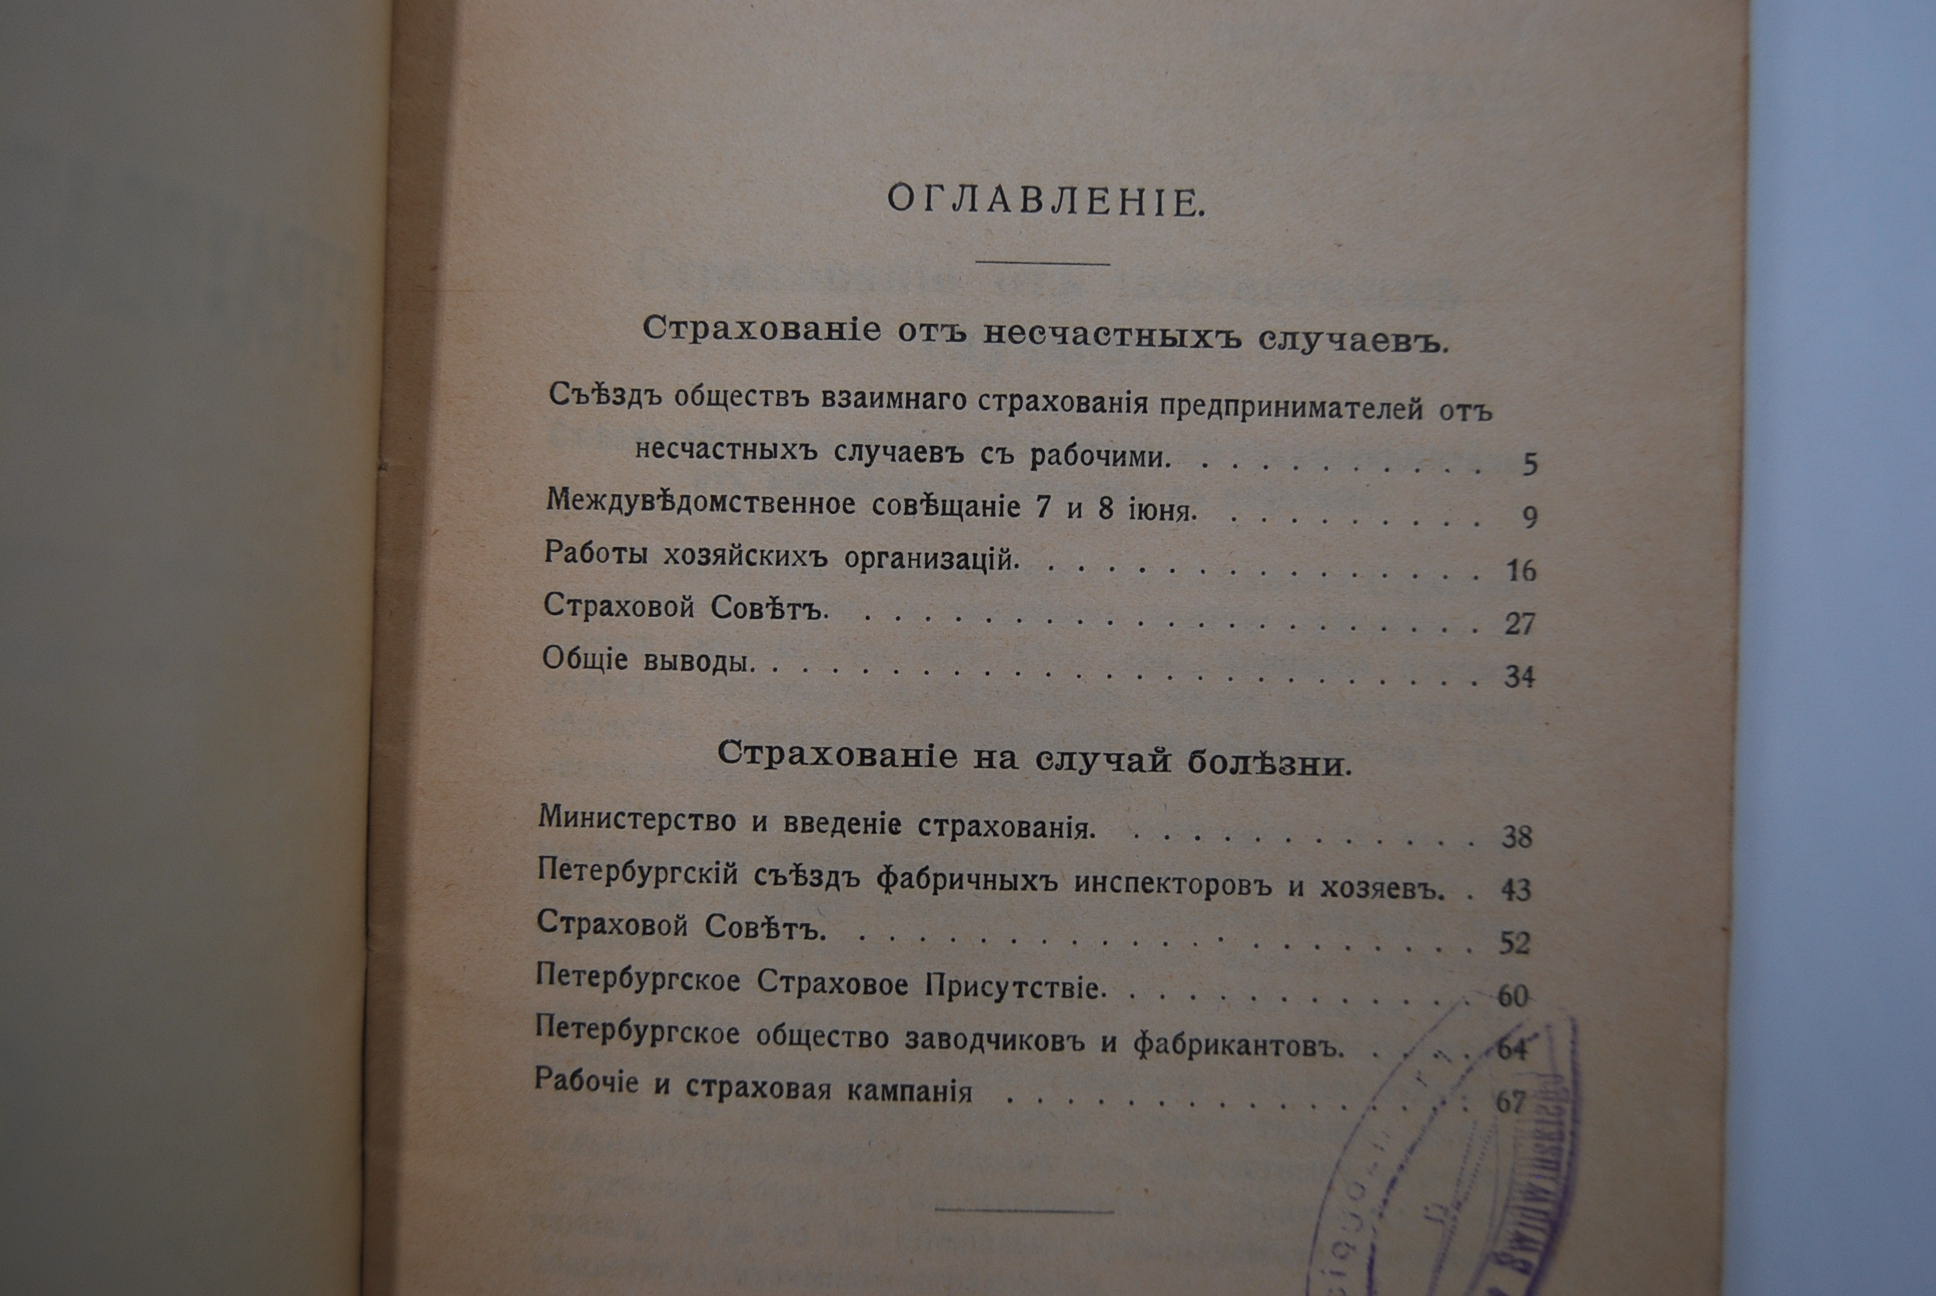 ОГЛАВЛЕНІЕ.
Страхованіе отъ несчастныхъ случаевъ.
Съѣздъ обществъ взаимнаго страхованія предпринимателей отъ
несчастныхъ случаевъ съ рабочими. . . . . . . . . . . 5
Междувѣдомственное совѣщаніе 7 и 8 іюня. . . . . . . . . . 9
Работы хозяйскихъ организацій. . . . . . . . . . . . . . . . 16
Страховой Совѣтъ. . . . . . . . . . . . . . . . . . . . . . 27
Общіе выводы. . . . . . . . . . . . . . . . . . . . . . . . . 34
Страхованіе на случай болѣзни.
Министерство и введеніе страхованія. . . . . . . . . . . . . 38
Петербургскій съѣздъ фабричныхъ инспекторовъ и хозяевъ. . 43
Страховой Совѣтъ. . . . . . . . . . . . . . . . . . . . . . 52
Петербургское Страховое Присутствіе. . . . . . . . . . . . . 60
Петербургское общество заводчиковъ и фабрикантовъ. . . . . 64
Рабочіе и страховая кампанія . . . . . . . . . . . . . . . . 67